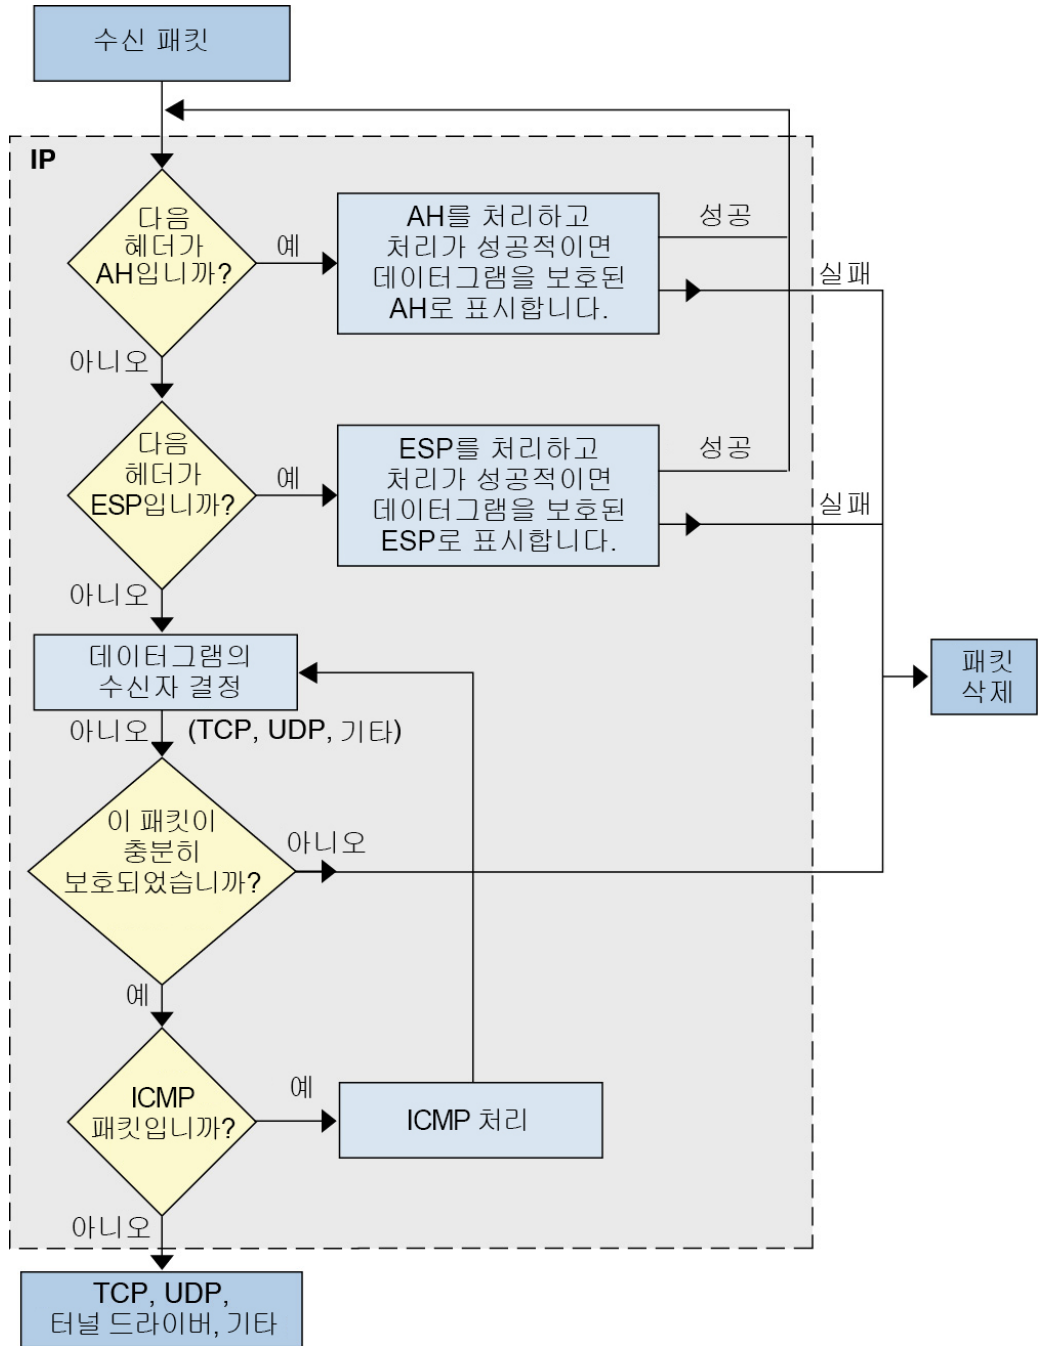 수신 패킷
IP
다음
헤더가
AH입니까?
예
AH를 처리하고
처리가 성공적이면
데이터그램을 보호된
AH로 표시합니다.
성공
실패
아니오
다음
헤더가
ESP입니까?
예
ESP를 처리하고
처리가 성공적이면
데이터그램을 보호된
ESP로 표시합니다.
성공
실패
아니오
데이터그램의
수신자 결정
패킷
삭제
아니오
(TCP, UDP, 기타)
이 패킷이
충분히
보호되었습니까?
아니오
예
ICMP
패킷입니까?
예
ICMP 처리
아니오
TCP, UDP,
터널 드라이버, 기타